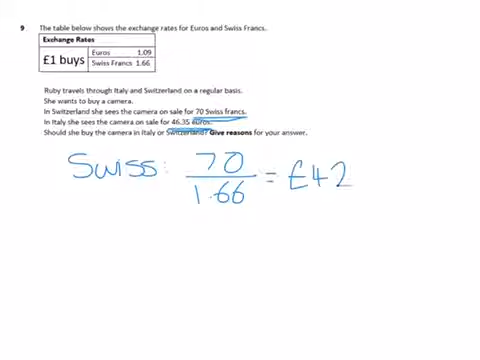 9 The table below shows the exchange rates for Euros and Swiss Francs.
Exchange Rates
£1 buys
Euros 1.09
Swiss Francs 1.66
Ruby travels through Italy and Switzerland on a regular basis.
She wants to buy a camera.
In Switzerland she sees the camera on sale for 70 Swiss francs.
In Italy she sees the camera on sale for 46.35 euros.
Should she buy the camera in Italy or Switzerland? Give reasons for your answer.
Swiss: 70
1.66 = £42